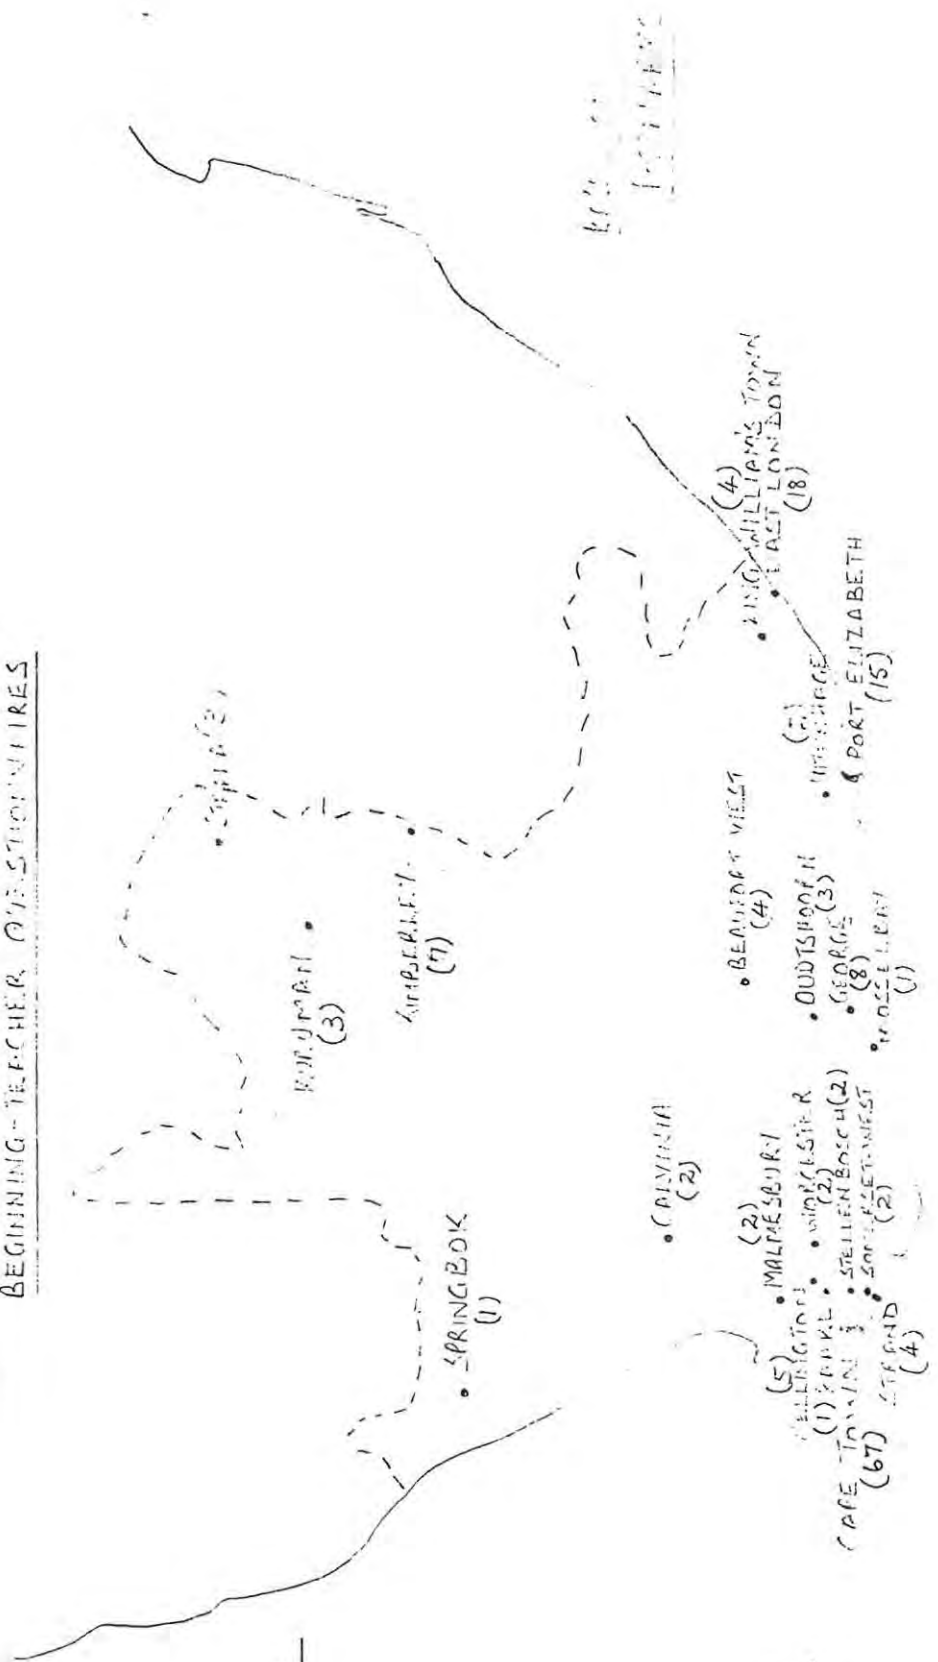 BEGINNING-TEACHER QUESTIONNAIRES
SPRINGBOK
(1)
KURUMAN
(3)
KIMBERLEY
(7)
CALVINIA
(2)
(2)
MALMESBURY
(5)
WELLINGTON
(1) PAARL
WORCESTER
(2)
STELLENBOSCH (2)
SOMERSET-WEST
(2)
CAPE TOWN
(67)
STRAND
(4)
BEAUFORT WEST
(4)
OUDTSHOORN
(3)
GEORGE
(8)
MOSSEL BAY
(1)
UITENHAGE
PORT ELIZABETH
(15)
(4)
KING WILLIAM'S TOWN
EAST LONDON
(18)